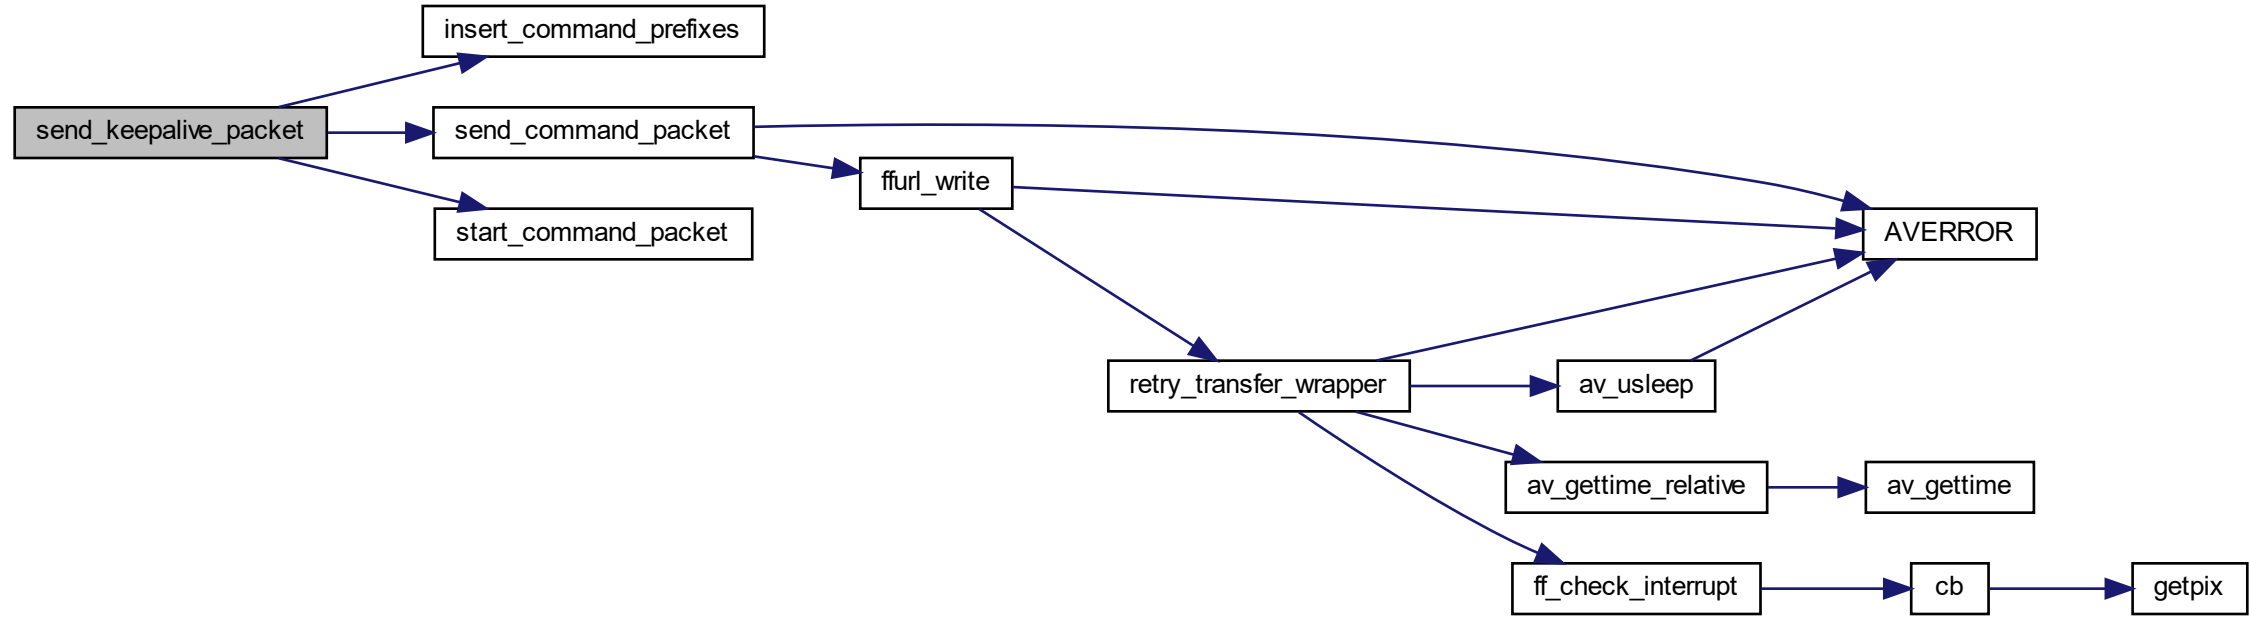 insert_command_prefixes
send_keepalive_packet
send_command_packet
ffurl_write
start_command_packet
AVERROR
retry_transfer_wrapper
av_usleep
av_gettime_relative
av_gettime
ff_check_interrupt
cb
getpix